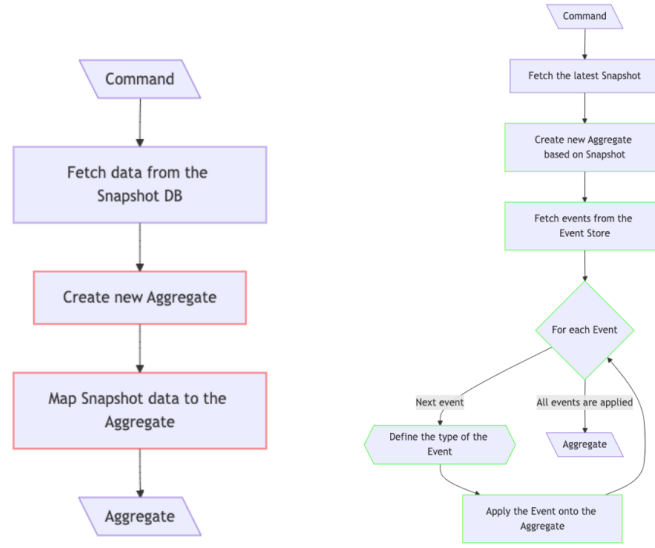 Command
Fetch data from the
Snapshot DB
Create new Aggregate
Map Snapshot data to the
Aggregate
Aggregate
Command
Fetch the latest Snapshot
Create new Aggregate
based on Snapshot
Fetch events from the
Event Store
For each Event
Next event
All events are applied
Define the type of the
Event
Aggregate
Apply the Event onto the
Aggregate